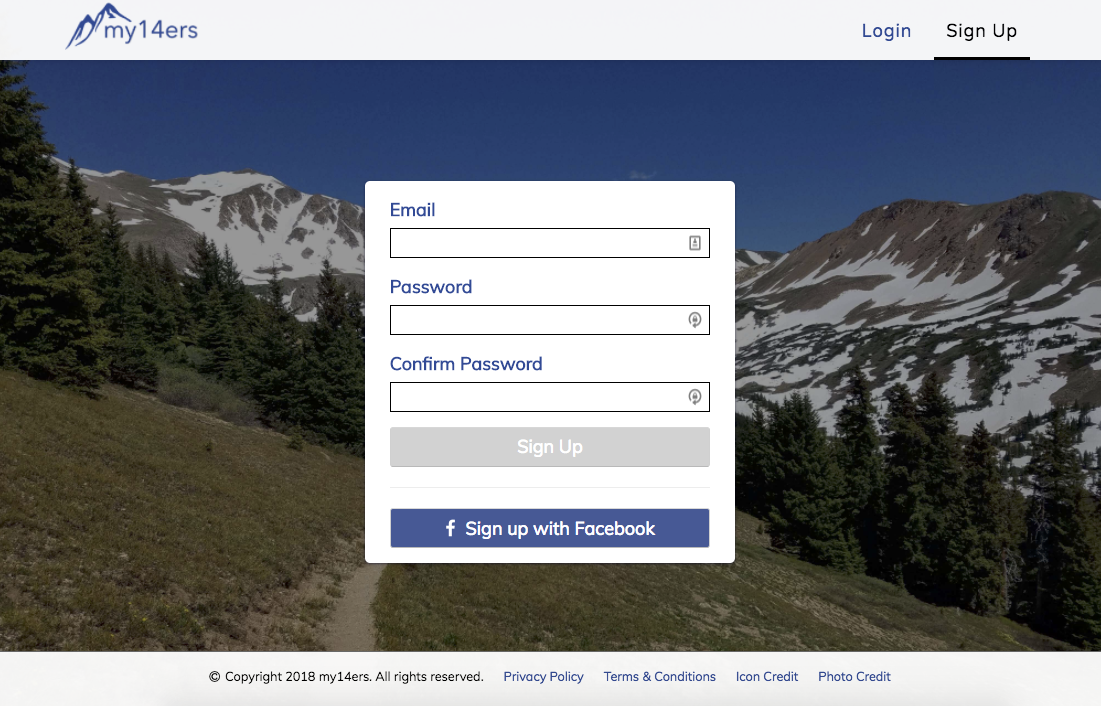 my14ers
Login
Sign Up
Email
Password
Confirm Password
Sign Up
Sign up with Facebook
© Copyright 2018 my14ers. All rights reserved. Privacy Policy Terms & Conditions Icon Credit Photo Credit